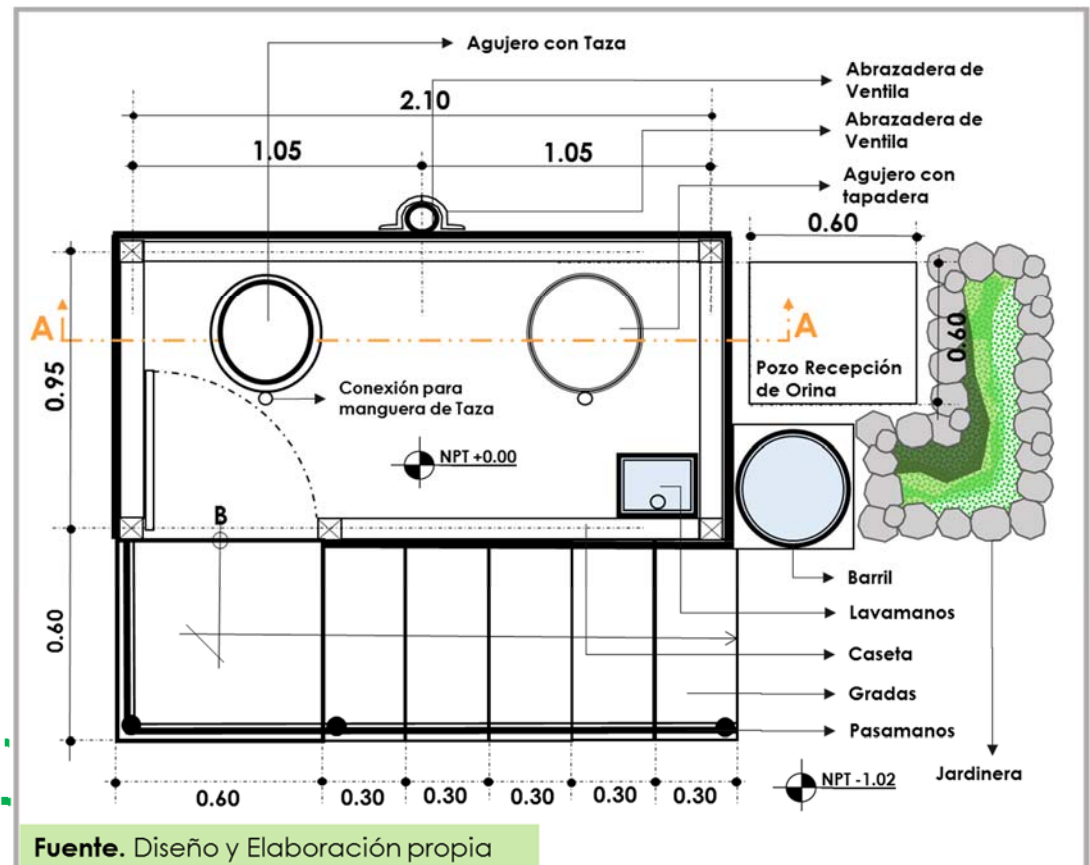 Agujero con Taza
Abrazadera de
Ventila
2.10
Abrazadera de
Ventila
1.05
1.05
Agujero con
tapadera
0.60
A
A
0.60
0.95
Pozo Recepción
de Orina
Conexión para
manguera de Taza
NPT +0.00
B
Barril
Lavamanos
0.60
Caseta
Gradas
Pasamanos
Jardinera
NPT -1.02
0.60
0.30
0.30
0.30
0.30
0.30
Fuente. Diseño y Elaboración propia